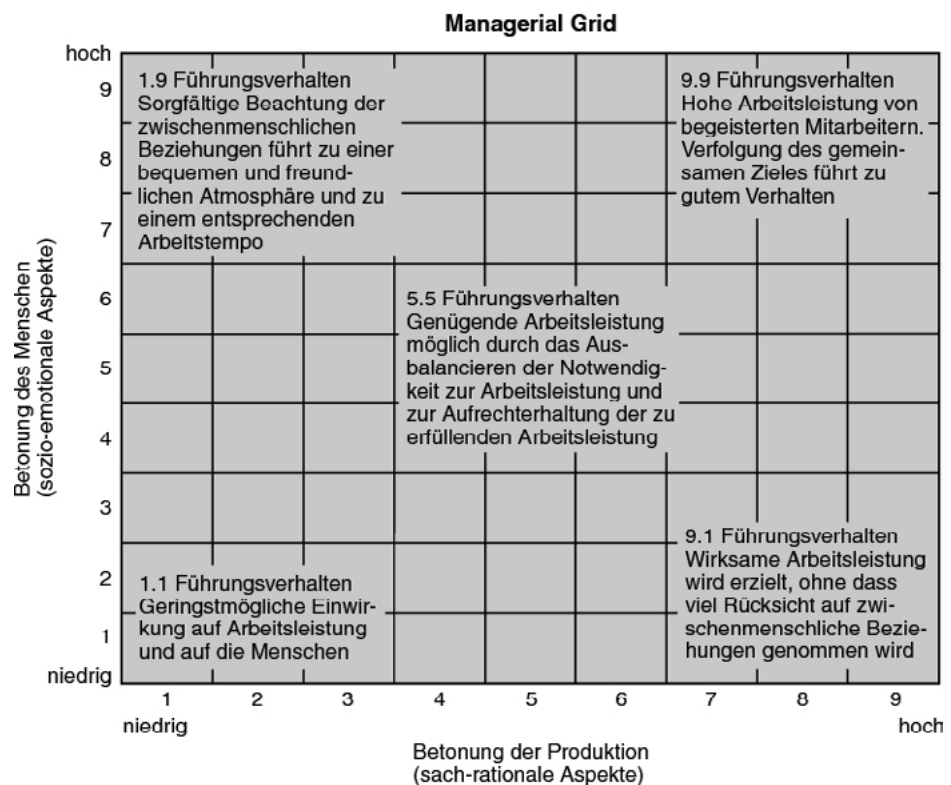 Managerial Grid
hoch
9
8
7
6
5
4
3
2
1
niedrig
Betonung des Menschen
(sozio-emotionale Aspekte)
1.9 Führungsverhalten
Sorgfältige Beachtung der
zwischenmenschlichen
Beziehungen führt zu einer
bequemen und freund-
lichen Atmosphäre und zu
einem entsprechenden
Arbeitstempo
9.9 Führungsverhalten
Hohe Arbeitsleistung von
begeisterten Mitarbeitern.
Verfolgung des gemein-
samen Zieles führt zu
gutem Verhalten
5.5 Führungsverhalten
Genügende Arbeitsleistung
möglich durch das Aus-
balancieren der Notwendig-
keit zur Arbeitsleistung und
zur Aufrechterhaltung der zu
erfüllenden Arbeitsleistung
1.1 Führungsverhalten
Geringstmögliche Einwir-
kung auf Arbeitsleistung
und auf die Menschen
9.1 Führungsverhalten
Wirksame Arbeitsleistung
wird erzielt, ohne dass
viel Rücksicht auf zwi-
schenmenschliche Bezie-
hungen genommen wird
1 2 3 4 5 6 7 8 9
niedrig hoch
Betonung der Produktion
(sach-rationale Aspekte)